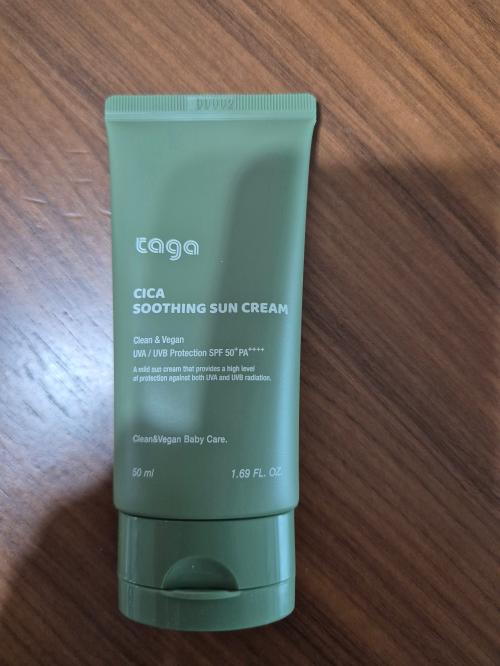 taga
CICA
SOOTHING SUN CREAM
Clean & Vegan
UVA / UVB Protection SPF 50+PA++++
A mild sun cream that provides a high level
of protection against both UVA and UVB radiation.
Clean&Vegan Baby Care.
50 ml 1.69 FL. OZ.